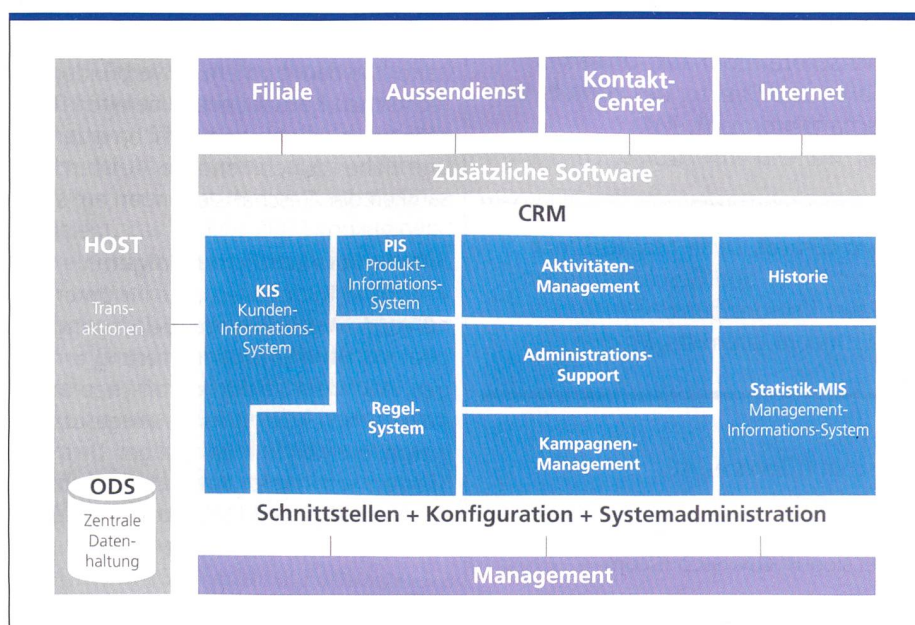 Filiale
Aussendienst
Kontakt-
Center
Internet
Zusätzliche Software
CRM
HOST
Trans-
aktionen
KIS
Kunden-
Informations-
System
PIS
Produkt-
Informations-
System
Aktivitäten-
Management
Historie
Regel-
System
Administrations-
Support
Kampagnen-
Management
Statistik-MIS
Management-
Informations-System
ODS
Zentrale
Daten-
haltung
Schnittstellen + Konfiguration + Systemadministration
Management